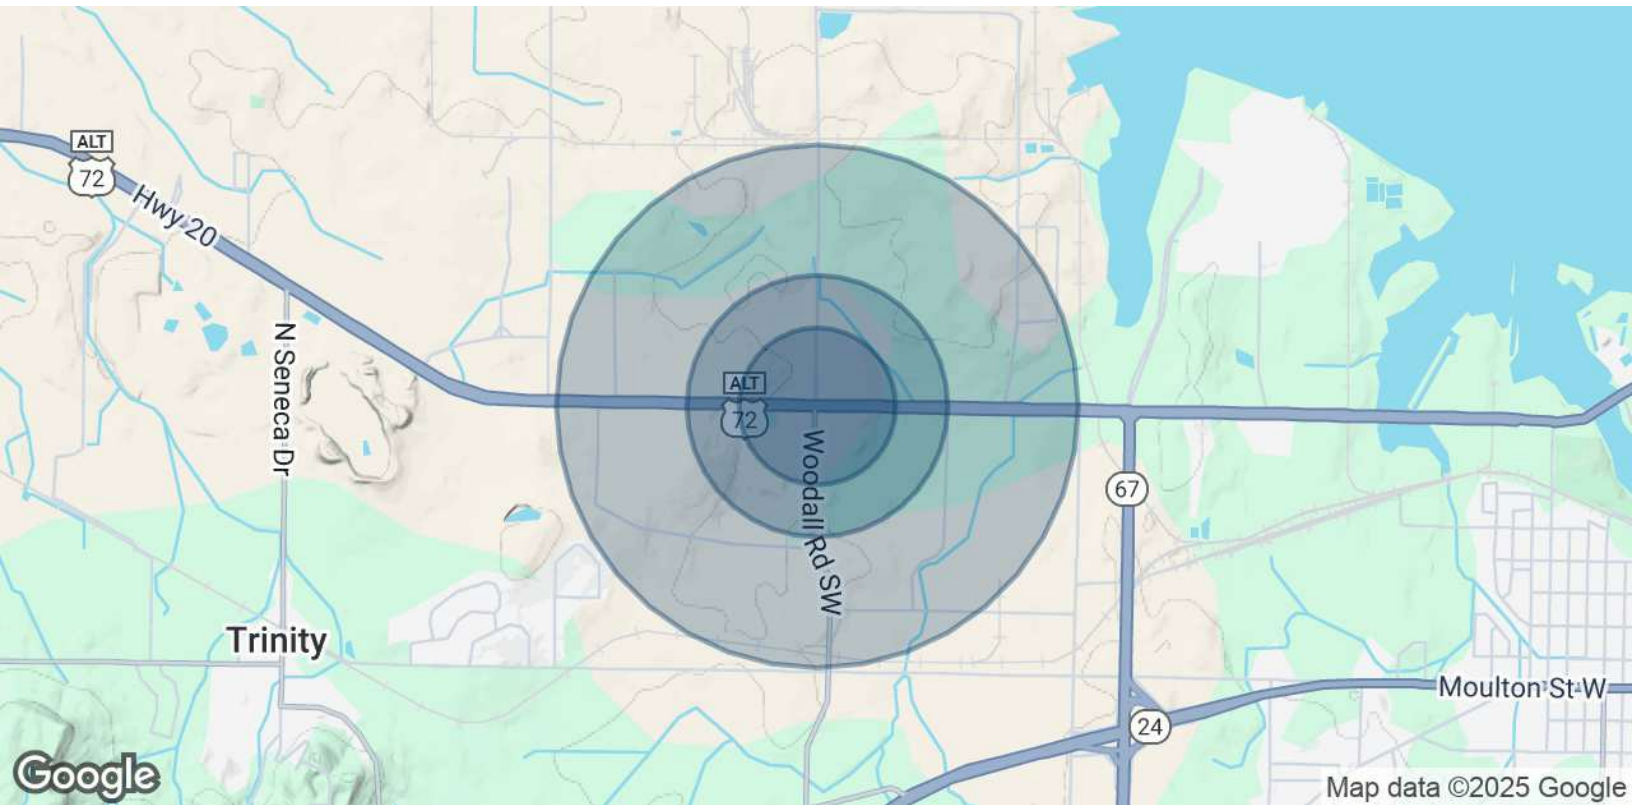 ALT
72
Hwy 20
N Seneca Dr
ALT
72
Woodall Rd SW
67
Trinity
Moulton St W
24
Google
Map data ©2025 Google